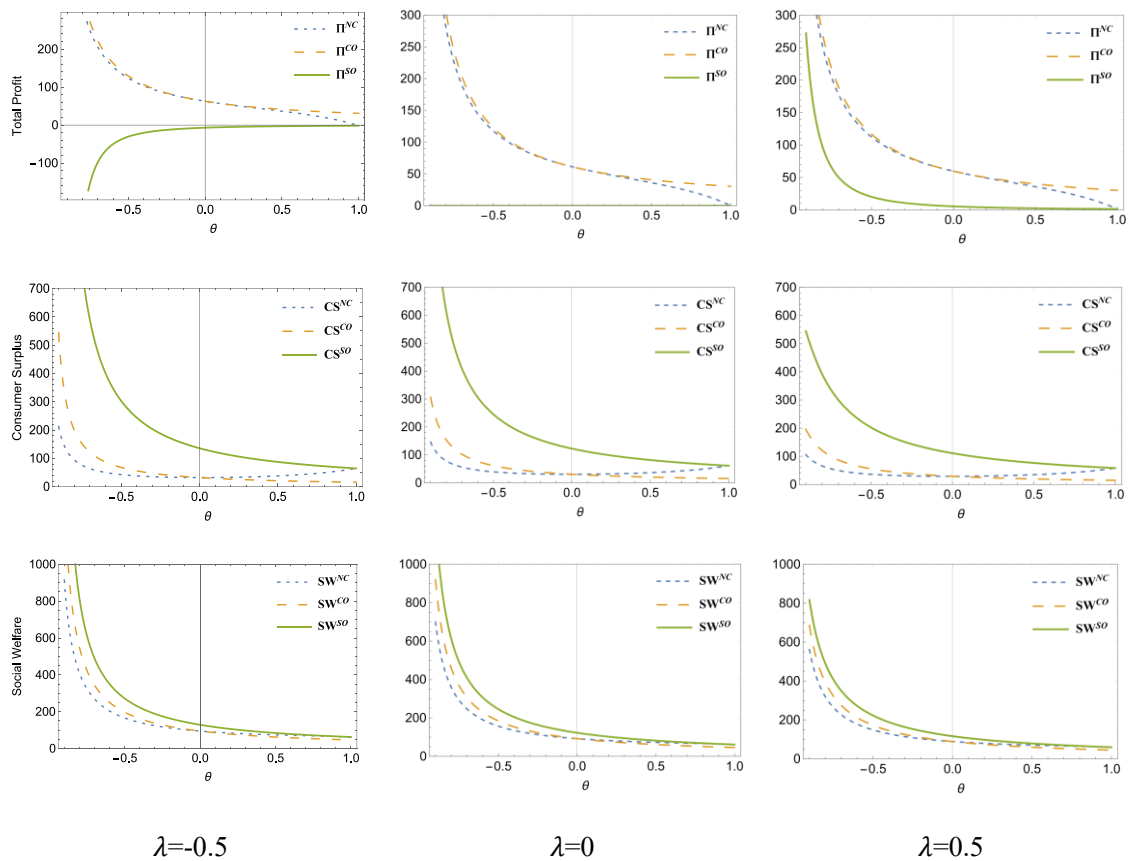 Π^NC
Π^CO
Π^SO
Total Profit
200
100
0
−100
−0.5
0.0
0.5
1.0
θ
Π^NC
Π^CO
Π^SO
300
250
200
150
100
50
0
−0.5
0.0
0.5
1.0
θ
Π^NC
Π^CO
Π^SO
300
250
200
150
100
50
0
−0.5
0.0
0.5
1.0
θ
CS^NC
CS^CO
CS^SO
Consumer Surplus
700
600
500
400
300
200
100
0
−0.5
0.0
0.5
1.0
θ
CS^NC
CS^CO
CS^SO
700
600
500
400
300
200
100
0
−0.5
0.0
0.5
1.0
θ
CS^NC
CS^CO
CS^SO
700
600
500
400
300
200
100
0
−0.5
0.0
0.5
1.0
θ
SW^NC
SW^CO
SW^SO
Social Welfare
1000
800
600
400
200
0
−0.5
0.0
0.5
1.0
θ
SW^NC
SW^CO
SW^SO
1000
800
600
400
200
0
−0.5
0.0
0.5
1.0
θ
SW^NC
SW^CO
SW^SO
1000
800
600
400
200
0
−0.5
0.0
0.5
1.0
θ
λ=-0.5
λ=0
λ=0.5